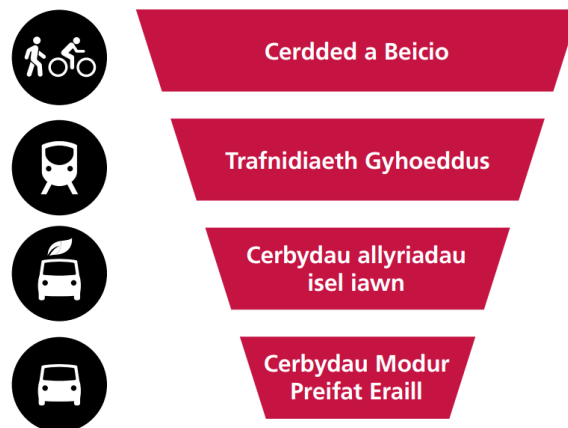 Cerdded a Beicio
Trafnidiaeth Gyhoeddus
Cerbydau allyriadau
isel iawn
Cerbydau Modur
Preifat Eraill